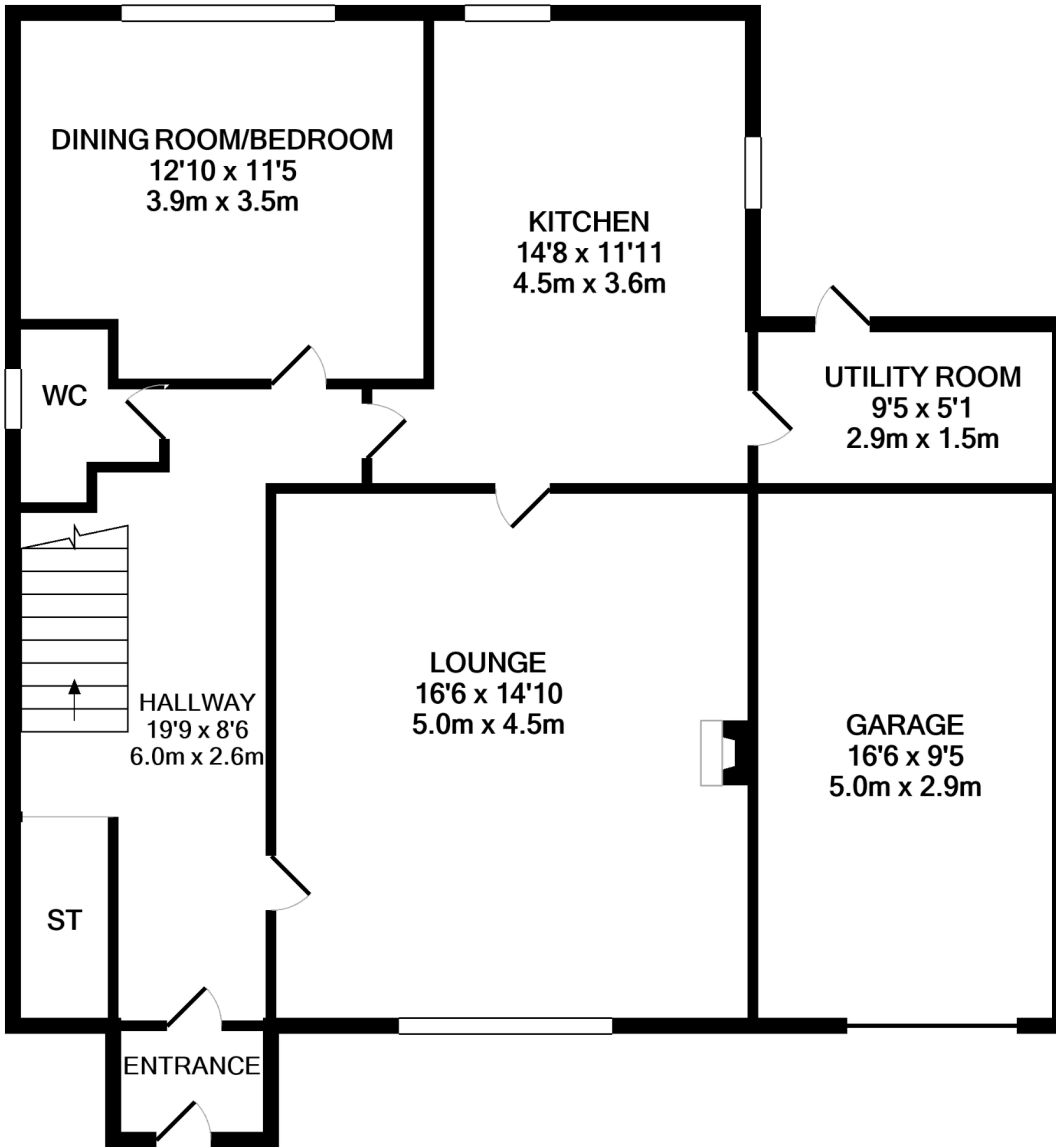 DINING ROOM/BEDROOM
12'10 x 11'5
3.9m x 3.5m
KITCHEN
14'8 x 11'11
4.5m x 3.6m
WC
UTILITY ROOM
9'5 x 5'1
2.9m x 1.5m
HALLWAY
19'9 x 8'6
6.0m x 2.6m
LOUNGE
16'6 x 14'10
5.0m x 4.5m
GARAGE
16'6 x 9'5
5.0m x 2.9m
ST
ENTRANCE